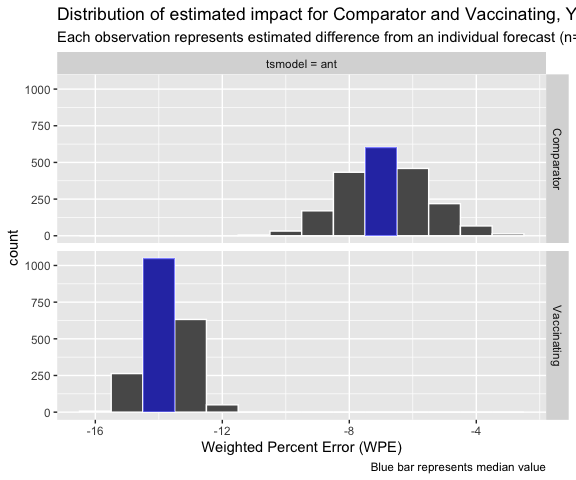 Distribution of estimated impact for Comparator and Vaccinating, Y
Each observation represents estimated difference from an individual forecast (n=
tsmodel = ant
1000
750
500
250
0
Comparator
count
1000
750
500
250
0
Vaccinating
-16 -12 -8 -4
Weighted Percent Error (WPE)
Blue bar represents median value